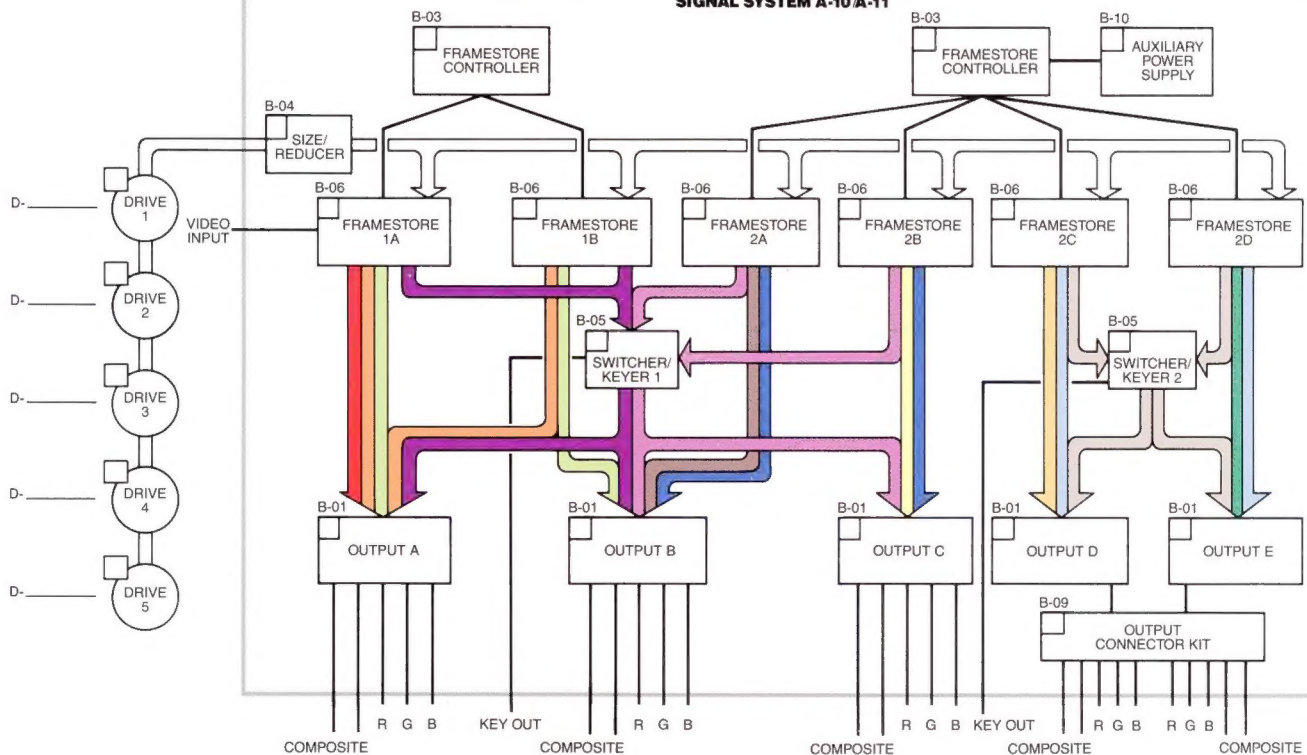 SIGNAL SYSTEM A-10/A-11
B-03
FRAMESTORE
CONTROLLER
B-03
FRAMESTORE
CONTROLLER
B-10
AUXILIARY
POWER
SUPPLY
B-04
SIZE/
REDUCER
D-
DRIVE
1
D-
DRIVE
2
D-
DRIVE
3
D-
DRIVE
4
D-
DRIVE
5
VIDEO
INPUT
B-06
FRAMESTORE
1A
B-06
FRAMESTORE
1B
B-06
FRAMESTORE
2A
B-06
FRAMESTORE
2B
B-06
FRAMESTORE
2C
B-06
FRAMESTORE
2D
B-05
SWITCHER/
KEYER 1
B-05
SWITCHER/
KEYER 2
B-01
OUTPUT A
B-01
OUTPUT B
B-01
OUTPUT C
B-01
OUTPUT D
B-01
OUTPUT E
B-09
OUTPUT
CONNECTOR KIT
R G B KEY OUT R G B R G B KEY OUT R G B R G B
COMPOSITE COMPOSITE COMPOSITE COMPOSITE COMPOSITE